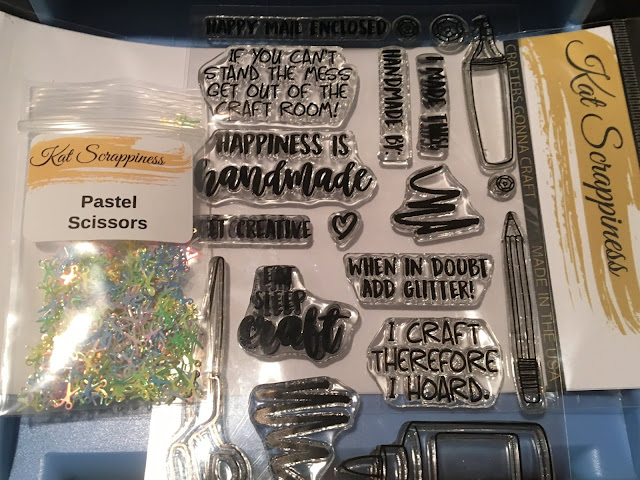 HAPPY MAIL ENCLOSED
IF YOU CAN'T
STAND THE MESS
GET OUT OF THE
CRAFT ROOM!
HANDMADE BY:
I MADE THIS
HAPPINESS IS
handmade
GET CREATIVE
WHEN IN DOUBT
ADD GLITTER!
EAT
SLEEP
craft
I CRAFT
THEREFORE
I HOARD.
CRAFTERS GONNA CRAFT // MADE IN THE USA
Kat Scrappiness
Kat Scrappiness
Pastel
Scissors